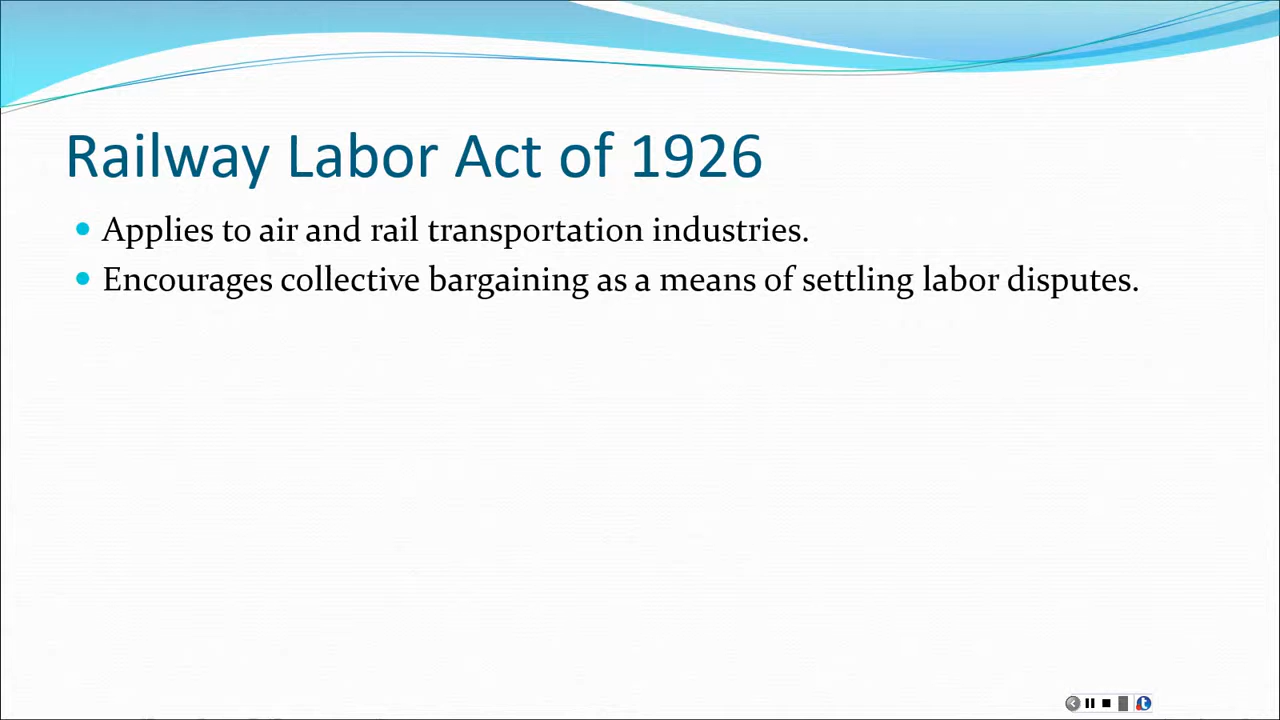 Railway Labor Act of 1926
• Applies to air and rail transportation industries.
• Encourages collective bargaining as a means of settling labor disputes.